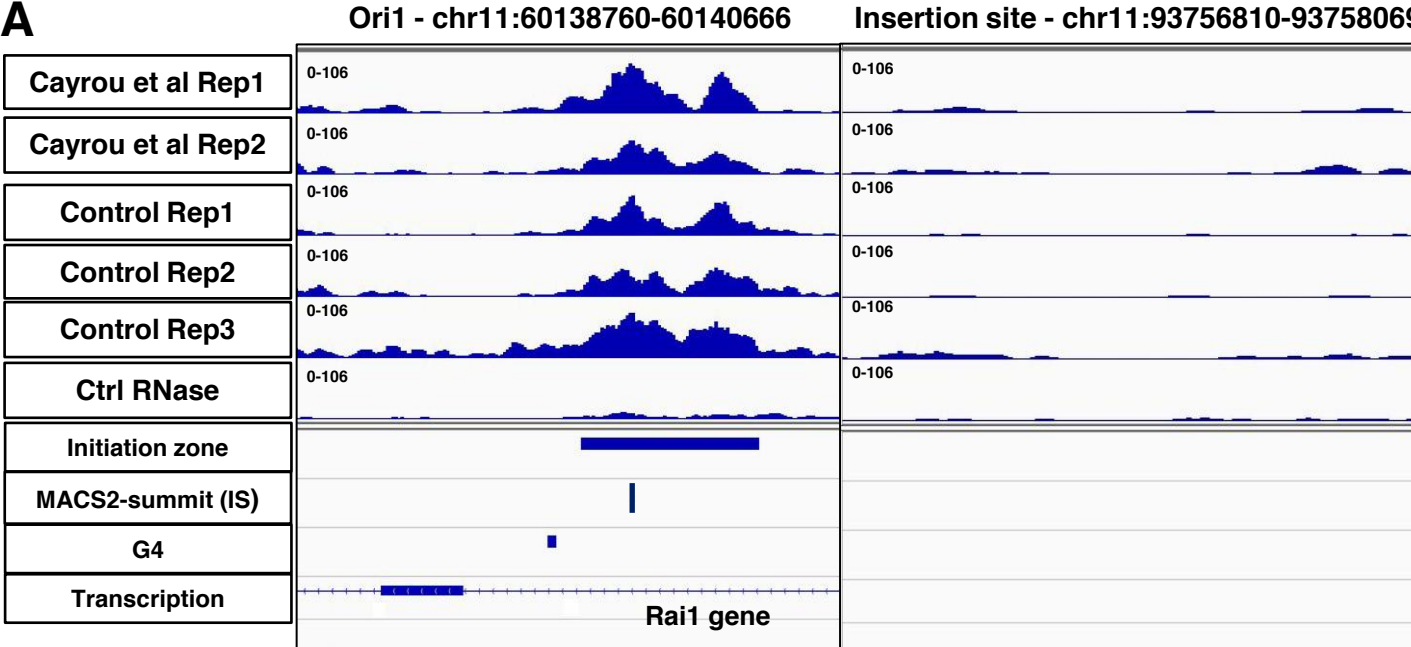 A
Ori1 - chr11:60138760-60140666
Insertion site - chr11:93756810-93758069
Cayrou et al Rep1
0-106
0-106
Cayrou et al Rep2
0-106
0-106
Control Rep1
0-106
0-106
Control Rep2
0-106
0-106
Control Rep3
0-106
0-106
Ctrl RNase
0-106
0-106
Initiation zone
MACS2-summit (IS)
G4
Transcription
Rai1 gene